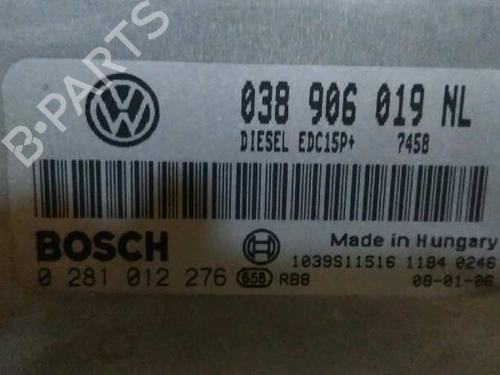 038 906 019 NL
DIESEL EDC15P+ 7458
BOSCH
Made in Hungary
1039S11516 1184 0246
0 281 012 276 658 RB8
08-01-06
B-PARTS